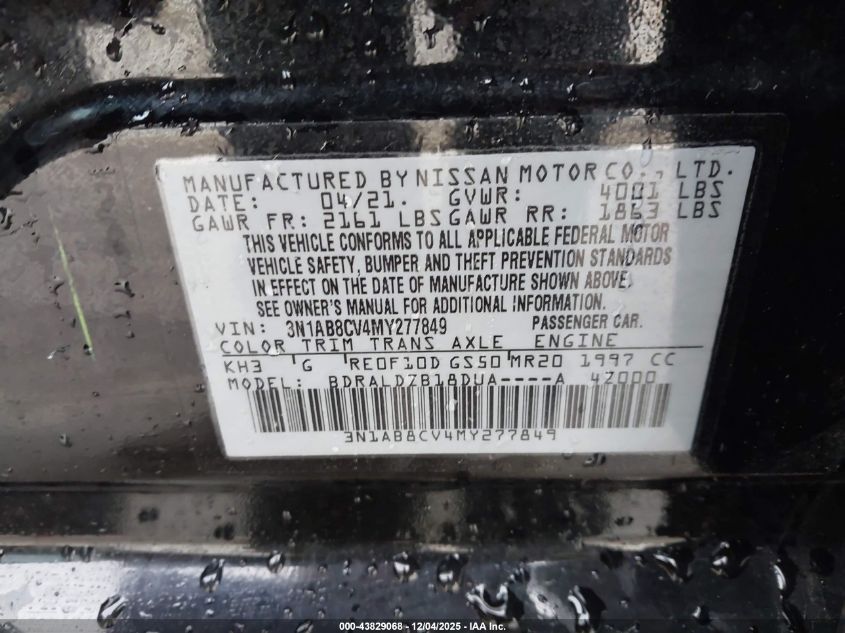 MANUFACTURED BY NISSAN MOTOR CO., LTD.
DATE: 04/21. GVWR: 4001 LBS
GAWR FR: 2161 LBS GAWR RR: 1863 LBS
THIS VEHICLE CONFORMS TO ALL APPLICABLE FEDERAL MOTOR
VEHICLE SAFETY, BUMPER AND THEFT PREVENTION STANDARDS
IN EFFECT ON THE DATE OF MANUFACTURE SHOWN ABOVE.
SEE OWNER'S MANUAL FOR ADDITIONAL INFORMATION.
VIN: 3N1AB8CV4MY277849 PASSENGER CAR.
COLOR TRIM TRANS AXLE ENGINE
KH3 G RE0F10D GS50 MR20 1997 CC
MODEL: BDRALDZB18DUA----A 42000
3N1AB8CV4MY277849
000-43829068 - 12/04/2025 - IAA Inc.